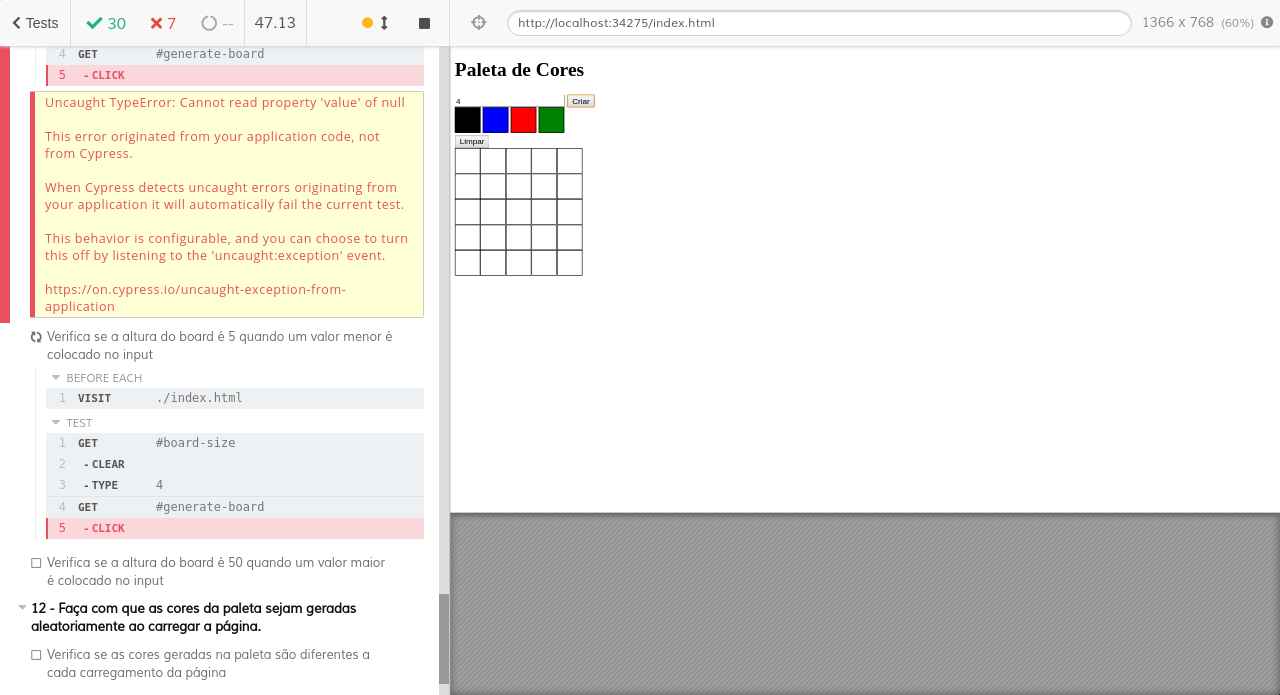 Tests
30
7
--
47.13
http://localhost:34275/index.html
1366 x 768 (60%)
4 GET #generate-board
5 -CLICK
Uncaught TypeError: Cannot read property 'value' of null
This error originated from your application code, not
from Cypress.
When Cypress detects uncaught errors originating from
your application it will automatically fail the current test.
This behavior is configurable, and you can choose to turn
this off by listening to the 'uncaught:exception' event.
https://on.cypress.io/uncaught-exception-from-
application
Verifica se a altura do board é 5 quando um valor menor é
colocado no input
BEFORE EACH
1 VISIT ./index.html
TEST
1 GET #board-size
2 -CLEAR
3 -TYPE 4
4 GET #generate-board
5 -CLICK
Verifica se a altura do board é 50 quando um valor maior
é colocado no input
12 - Faça com que as cores da paleta sejam geradas
aleatoriamente ao carregar a página.
Verifica se as cores geradas na paleta são diferentes a
cada carregamento da página
Paleta de Cores
4
Criar
Limpar